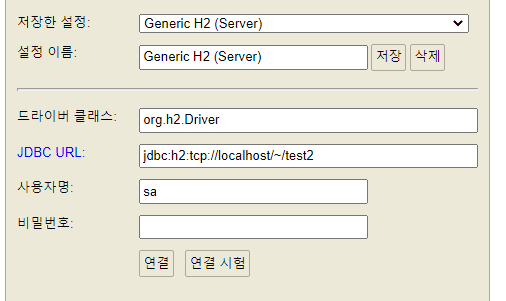 저장한 설정: Generic H2 (Server)
설정 이름: Generic H2 (Server) 저장 삭제
드라이버 클래스: org.h2.Driver
JDBC URL: jdbc:h2:tcp://localhost/~/test2
사용자명: sa
비밀번호:
연결 연결 시험